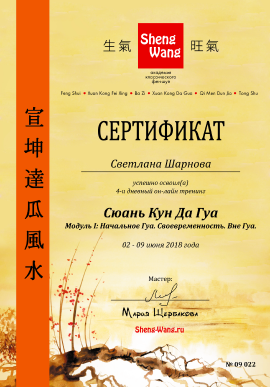 生氣 Sheng Wang 旺氣
академия
классического
фен-шуя
Feng Shui • Xuan Kong Fei Xing • Ba Zi • Xuan Kong Da Gua • Qi Men Dun Jia • Tong Shu
宣坤達瓜風水
СЕРТИФИКАТ
Светлана Шарнова
успешно освоил(а)
4-и дневный он-лайн тренинг
Сюань Кун Да Гуа
Модуль I: Начальное Гуа. Своевременность. Вне Гуа.
02 - 09 июня 2018 года
Мастер:
Мария Щербакова
Sheng-Wang.ru
№ 09 022